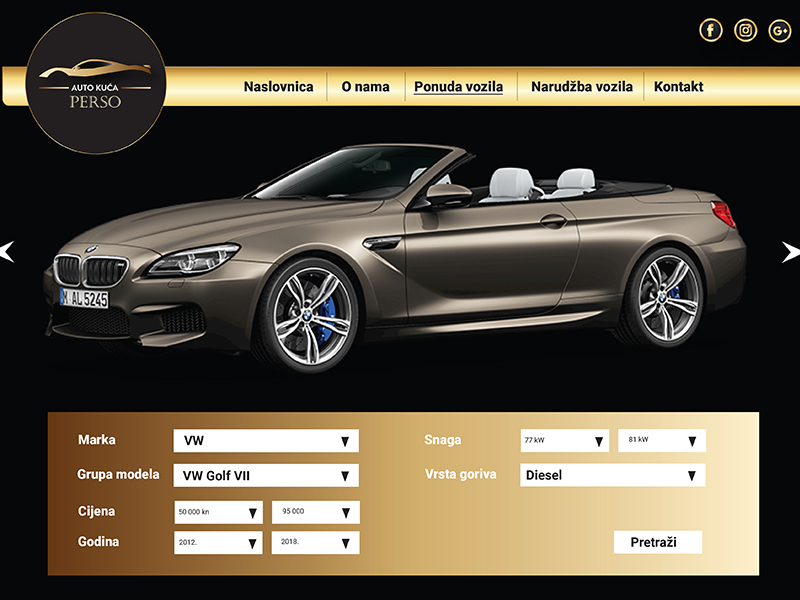 AUTO KUĆA
PERSO
Naslovnica
O nama
Ponuda vozila
Narudžba vozila
Kontakt
f
G+
M AL 5245
Marka
VW
Grupa modela
VW Golf VII
Cijena
50 000 kn
95 000
Godina
2012.
2018.
Snaga
77 kW
81 kW
Vrsta goriva
Diesel
Pretraži